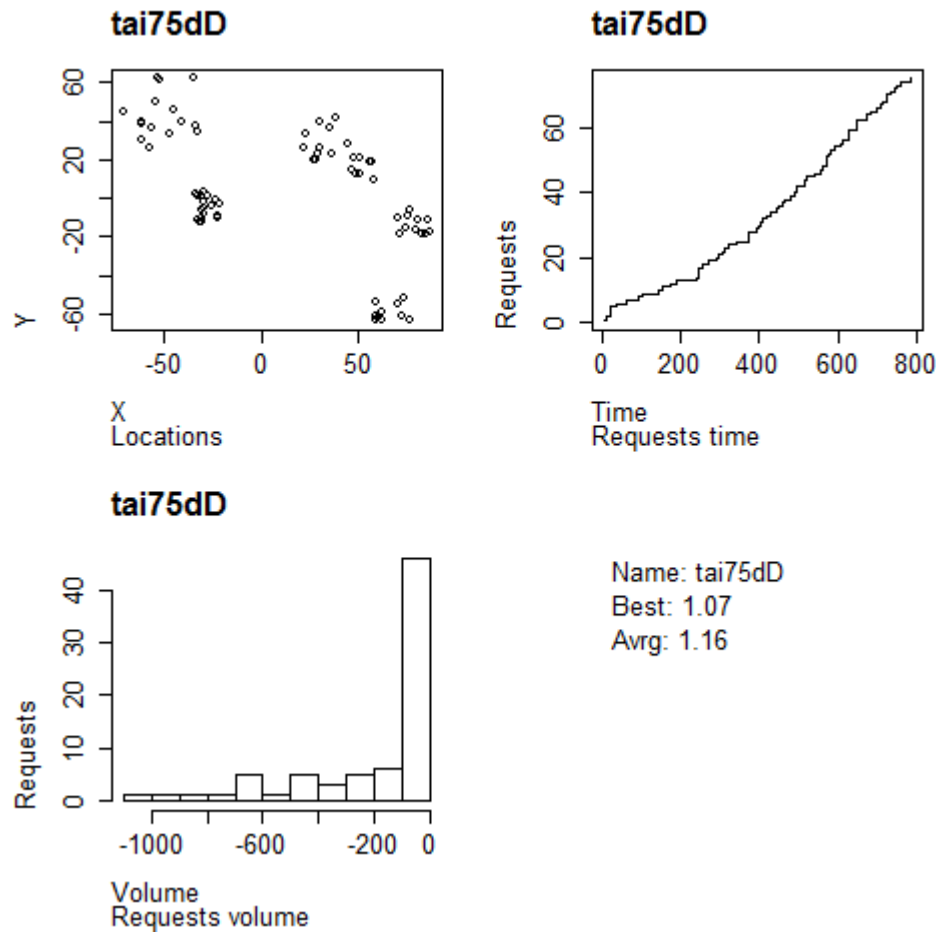 tai75dD
60
20
-20
-60
Y
-50
0
50
X
Locations
tai75dD
60
40
20
0
Requests
0
200
400
600
800
Time
Requests time
tai75dD
40
30
20
10
0
Requests
-1000
-600
-200
0
Volume
Requests volume
Name: tai75dD
Best: 1.07
Avrg: 1.16